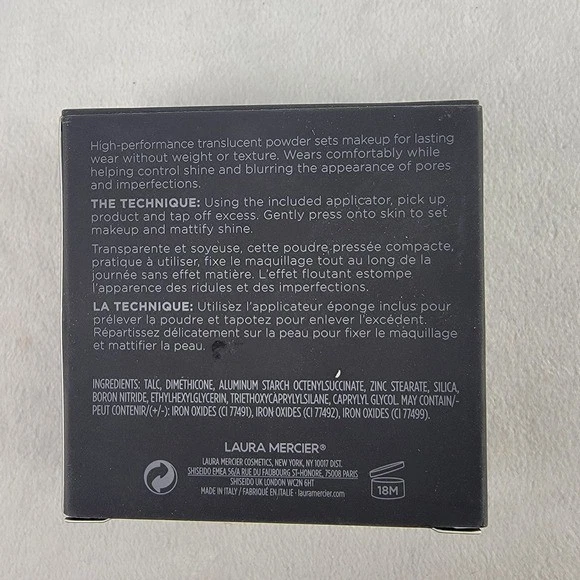 High-performance translucent powder sets makeup for lasting
wear without weight or texture. Wears comfortably while
helping control shine and blurring the appearance of pores
and imperfections.
THE TECHNIQUE: Using the included applicator, pick up
product and tap off excess. Gently press onto skin to set
makeup and mattify shine.
Transparente et soyeuse, cette poudre pressée compacte,
pratique à utiliser, fixe le maquillage tout au long de la
journée sans effet matière. L'effet floutant estompe
l'apparence des ridules et des imperfections.
LA TECHNIQUE: Utilisez l'applicateur éponge inclus pour
prélever la poudre et tapotez pour enlever l'excédent.
Répartissez délicatement sur la peau pour fixer le maquillage
et mattifier la peau.
INGREDIENTS: TALC, DIMETHICONE, ALUMINUM STARCH OCTENYLSUCCINATE, ZINC STEARATE, SILICA,
BORON NITRIDE, ETHYLHEXYLGLYCERIN, TRIETHOXYCAPRYLYLSILANE, CAPRYLYL GLYCOL. MAY CONTAIN/-
PEUT CONTENIR/(+/-): IRON OXIDES (CI 77491), IRON OXIDES (CI 77492), IRON OXIDES (CI 77499).
LAURA MERCIER®
LAURA MERCIER COSMETICS, NEW YORK, NY 10017 DIST.
SHISEIDO EMEA 56/A RUE DU FAUBOURG ST-HONORE, 75008 PARIS
SHISEIDO UK LONDON WC2N 6HT
MADE IN ITALY / FABRIQUÉ EN ITALIE · lauramercier.com
18M